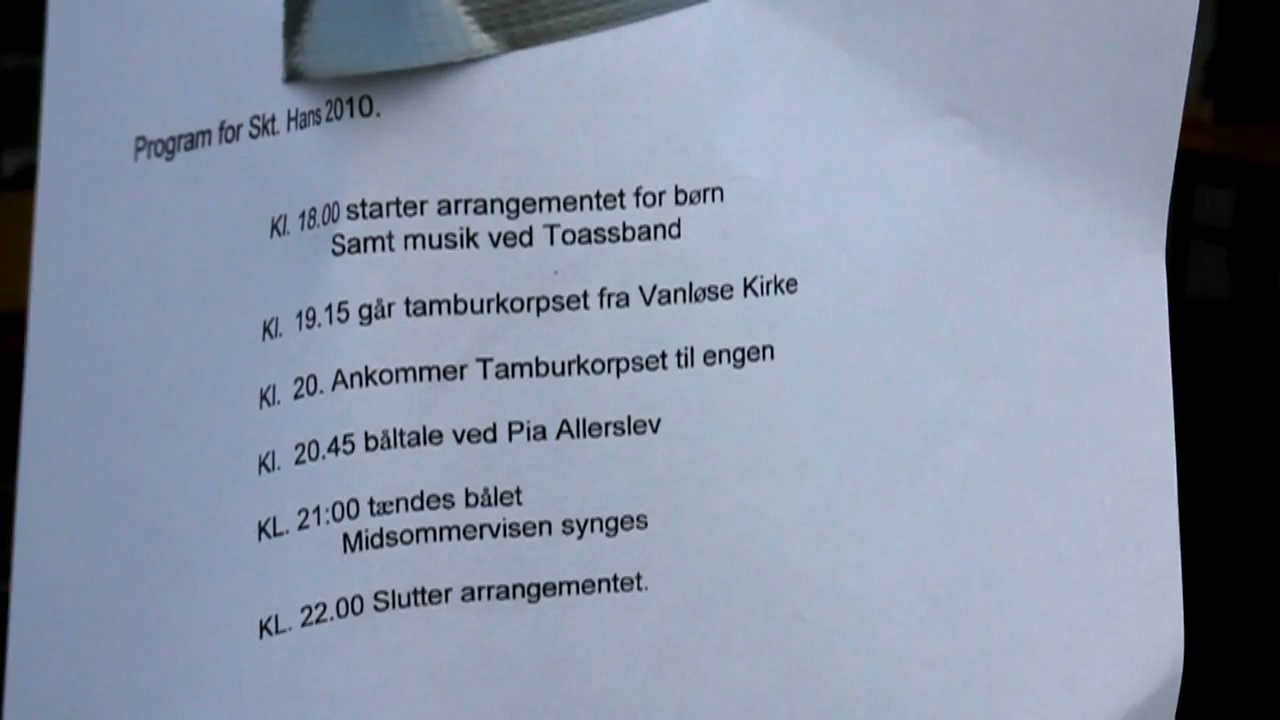 Program for Skt. Hans 2010.
Kl. 18.00 starter arrangementet for børn
Samt musik ved Toassband
Kl. 19.15 går tamburkorpset fra Vanløse Kirke
Kl. 20. Ankommer Tamburkorpset til engen
Kl. 20.45 båltale ved Pia Allerslev
KL. 21:00 tændes bålet
Midsommervisen synges
KL. 22.00 Slutter arrangementet.